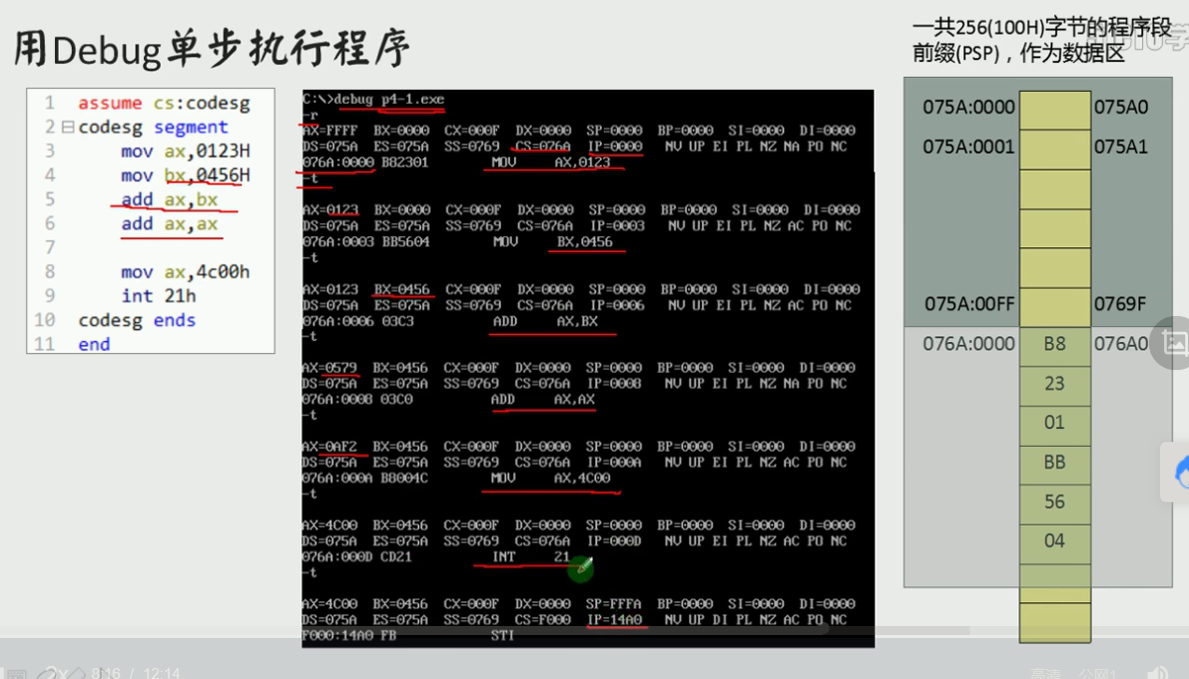 用Debug单步执行程序
一共256(100H)字节的程序段
前缀(PSP)，作为数据区
1 assume cs:codesg
2 codesg segment
3 mov ax,0123H
4 mov bx,0456H
5 add ax,bx
6 add ax,ax
7
8 mov ax,4c00h
9 int 21h
10 codesg ends
11 end
C:\>debug p4-1.exe
-r
AX=FFFF BX=0000 CX=000F DX=0000 SP=0000 BP=0000 SI=0000 DI=0000
DS=075A ES=075A SS=0769 CS=076A IP=0000 NV UP EI PL NZ NA PO NC
076A:0000 B82301 MOV AX,0123
-t
AX=0123 BX=0000 CX=000F DX=0000 SP=0000 BP=0000 SI=0000 DI=0000
DS=075A ES=075A SS=0769 CS=076A IP=0003 NV UP EI PL NZ AC PO NC
076A:0003 BB5604 MOV BX,0456
-t
AX=0123 BX=0456 CX=000F DX=0000 SP=0000 BP=0000 SI=0000 DI=0000
DS=075A ES=075A SS=0769 CS=076A IP=0006 NV UP EI PL NZ AC PO NC
076A:0006 03C3 ADD AX,BX
-t
AX=0579 BX=0456 CX=000F DX=0000 SP=0000 BP=0000 SI=0000 DI=0000
DS=075A ES=075A SS=0769 CS=076A IP=0008 NV UP EI PL NZ NA PO NC
076A:0008 03C0 ADD AX,AX
-t
AX=0AF2 BX=0456 CX=000F DX=0000 SP=0000 BP=0000 SI=0000 DI=0000
DS=075A ES=075A SS=0769 CS=076A IP=000A NV UP EI PL NZ AC PO NC
076A:000A B8004C MOV AX,4C00
-t
AX=4C00 BX=0456 CX=000F DX=0000 SP=0000 BP=0000 SI=0000 DI=0000
DS=075A ES=075A SS=0769 CS=076A IP=000D NV UP EI PL NZ AC PO NC
076A:000D CD21 INT 21
-t
AX=4C00 BX=0456 CX=000F DX=0000 SP=FFFA BP=0000 SI=0000 DI=0000
DS=075A ES=075A SS=0769 CS=F000 IP=14A0 NV UP DI PL NZ AC PO NC
F000:14A0 FB STI
075A:0000 075A0
075A:0001 075A1
075A:00FF 0769F
076A:0000 B8 076A0
23
01
BB
56
04
2x 8:16 / 12:14
高清